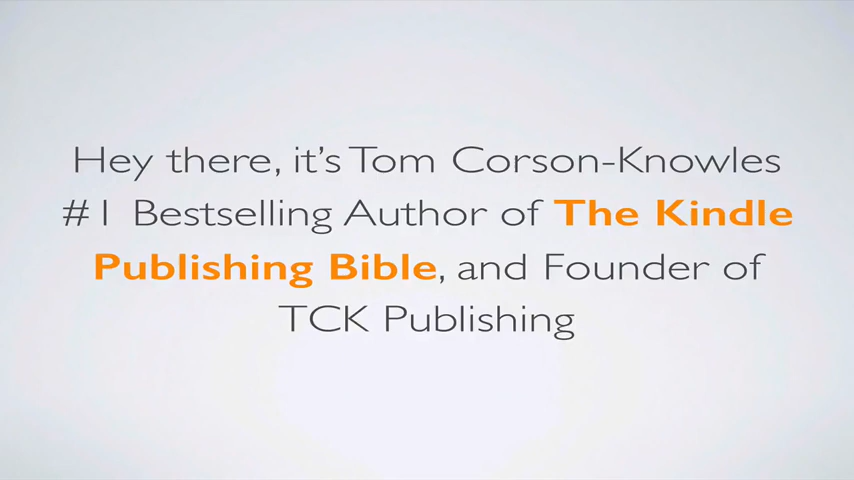 Hey there, it's Tom Corson-Knowles
#1 Bestselling Author of The Kindle
Publishing Bible, and Founder of
TCK Publishing